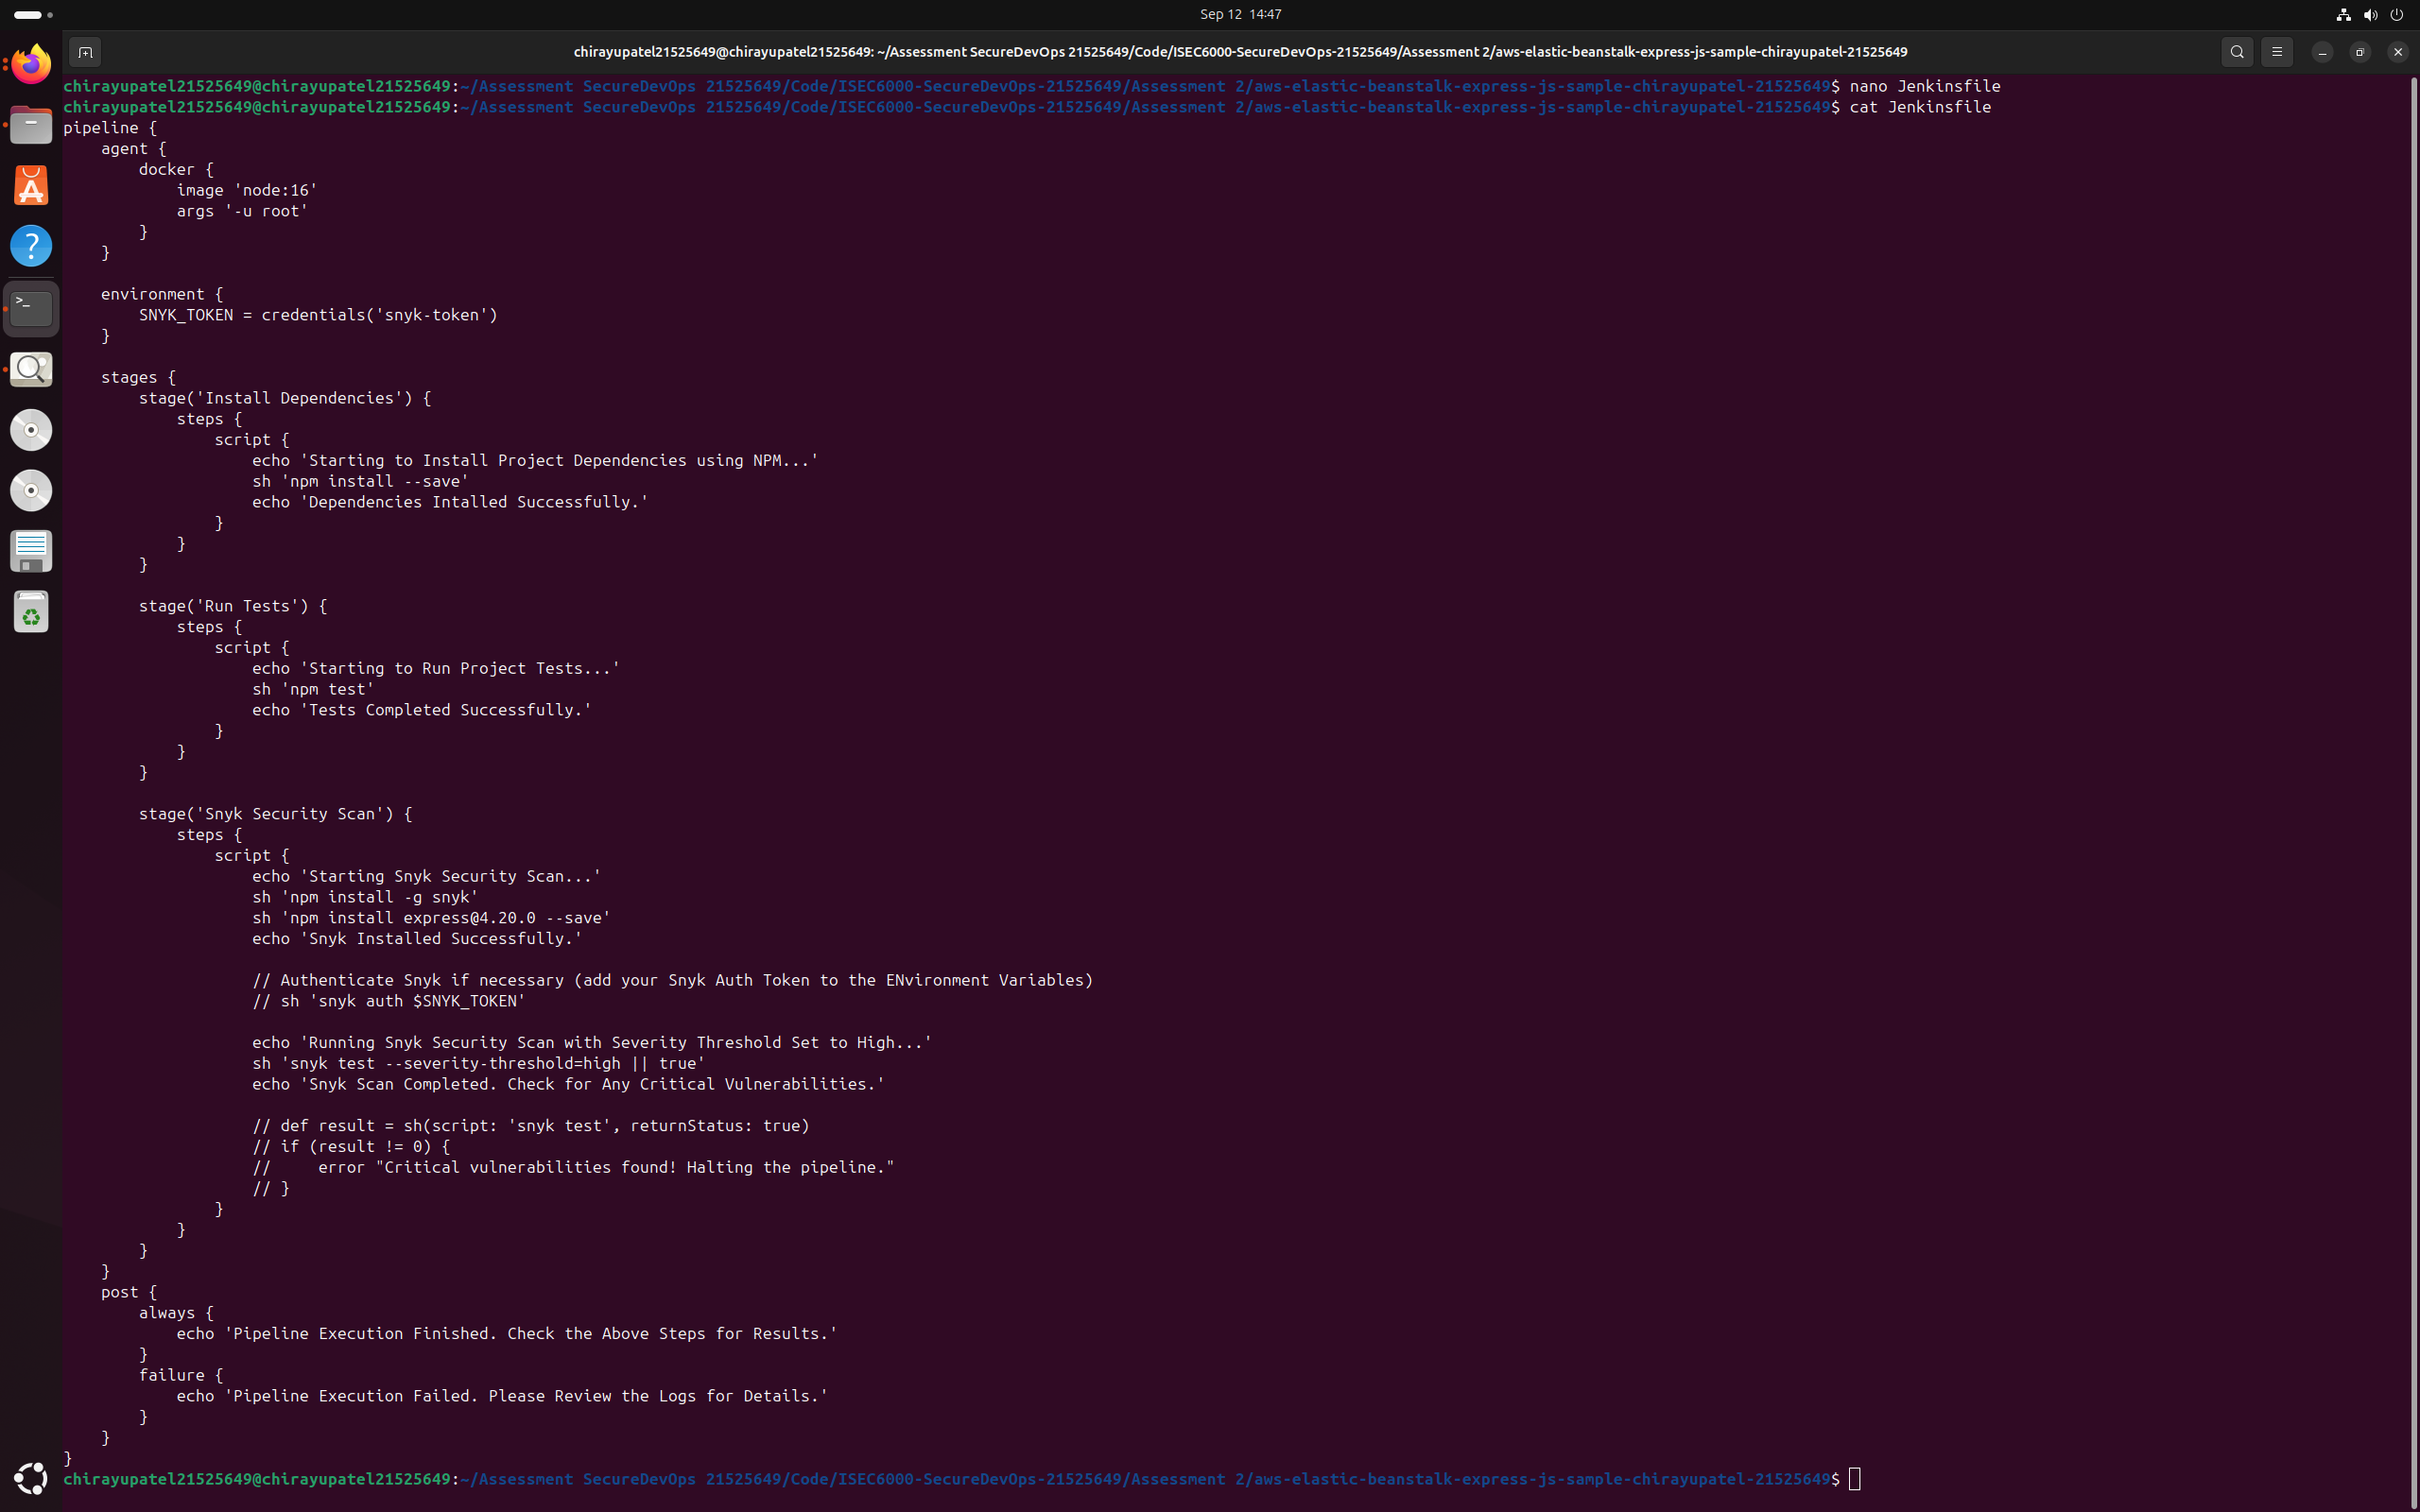 Sep 12 14:47
chirayupatel21525649@chirayupatel21525649: ~/Assessment SecureDevOps 21525649/Code/ISEC6000-SecureDevOps-21525649/Assessment 2/aws-elastic-beanstalk-express-js-sample-chirayupatel-21525649
chirayupatel21525649@chirayupatel21525649:~/Assessment SecureDevOps 21525649/Code/ISEC6000-SecureDevOps-21525649/Assessment 2/aws-elastic-beanstalk-express-js-sample-chirayupatel-21525649$ nano Jenkinsfile
chirayupatel21525649@chirayupatel21525649:~/Assessment SecureDevOps 21525649/Code/ISEC6000-SecureDevOps-21525649/Assessment 2/aws-elastic-beanstalk-express-js-sample-chirayupatel-21525649$ cat Jenkinsfile
pipeline {
    agent {
        docker {
            image 'node:16'
            args '-u root'
        }
    }

    environment {
        SNYK_TOKEN = credentials('snyk-token')
    }

    stages {
        stage('Install Dependencies') {
            steps {
                script {
                    echo 'Starting to Install Project Dependencies using NPM...'
                    sh 'npm install --save'
                    echo 'Dependencies Intalled Successfully.'
                }
            }
        }

        stage('Run Tests') {
            steps {
                script {
                    echo 'Starting to Run Project Tests...'
                    sh 'npm test'
                    echo 'Tests Completed Successfully.'
                }
            }
        }

        stage('Snyk Security Scan') {
            steps {
                script {
                    echo 'Starting Snyk Security Scan...'
                    sh 'npm install -g snyk'
                    sh 'npm install express@4.20.0 --save'
                    echo 'Snyk Installed Successfully.'

                    // Authenticate Snyk if necessary (add your Snyk Auth Token to the ENvironment Variables)
                    // sh 'snyk auth $SNYK_TOKEN'

                    echo 'Running Snyk Security Scan with Severity Threshold Set to High...'
                    sh 'snyk test --severity-threshold=high || true'
                    echo 'Snyk Scan Completed. Check for Any Critical Vulnerabilities.'

                    // def result = sh(script: 'snyk test', returnStatus: true)
                    // if (result != 0) {
                    //     error "Critical vulnerabilities found! Halting the pipeline."
                    // }
                }
            }
        }
    }
    post {
        always {
            echo 'Pipeline Execution Finished. Check the Above Steps for Results.'
        }
        failure {
            echo 'Pipeline Execution Failed. Please Review the Logs for Details.'
        }
    }
}
chirayupatel21525649@chirayupatel21525649:~/Assessment SecureDevOps 21525649/Code/ISEC6000-SecureDevOps-21525649/Assessment 2/aws-elastic-beanstalk-express-js-sample-chirayupatel-21525649$